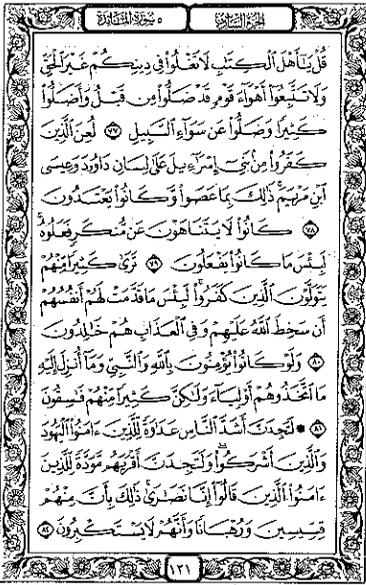 الجزء السادس
٥ سورة المائدة
قُلْ يَٰٓأَهْلَ ٱلْكِتَٰبِ لَا تَغْلُوا۟ فِى دِينِكُمْ غَيْرَ ٱلْحَقِّ
وَلَا تَتَّبِعُوٓا۟ أَهْوَآءَ قَوْمٍ قَدْ ضَلُّوا۟ مِن قَبْلُ وَأَضَلُّوا۟
كَثِيرًا وَضَلُّوا۟ عَن سَوَآءِ ٱلسَّبِيلِ ٧٧ لُعِنَ ٱلَّذِينَ
كَفَرُوا۟ مِنۢ بَنِىٓ إِسْرَٰٓءِيلَ عَلَىٰ لِسَانِ دَاوُۥدَ وَعِيسَى
ٱبْنِ مَرْيَمَ ۚ ذَٰلِكَ بِمَا عَصَوا۟ وَّكَانُوا۟ يَعْتَدُونَ
٧٨ كَانُوا۟ لَا يَتَنَاهَوْنَ عَن مُّنكَرٍ فَعَلُوهُ ۚ
لَبِئْسَ مَا كَانُوا۟ يَفْعَلُونَ ٧٩ تَرَىٰ كَثِيرًا مِّنْهُمْ
يَتَوَلَّوْنَ ٱلَّذِينَ كَفَرُوا۟ ۚ لَبِئْسَ مَا قَدَّمَتْ لَهُمْ أَنفُسُهُمْ
أَن سَخِطَ ٱللَّهُ عَلَيْهِمْ وَفِى ٱلْعَذَابِ هُمْ خَٰلِدُونَ
٨٠ وَلَوْ كَانُوا۟ يُؤْمِنُونَ بِٱللَّهِ وَٱلنَّبِىِّ وَمَآ أُنزِلَ إِلَيْهِ
مَا ٱتَّخَذُوهُمْ أَوْلِيَآءَ وَلَٰكِنَّ كَثِيرًا مِّنْهُمْ فَٰسِقُونَ
٨١ ۞ لَتَجِدَنَّ أَشَدَّ ٱلنَّاسِ عَدَٰوَةً لِّلَّذِينَ ءَامَنُوا۟ ٱلْيَهُودَ
وَٱلَّذِينَ أَشْرَكُوا۟ ۖ وَلَتَجِدَنَّ أَقْرَبَهُم مَّوَدَّةً لِّلَّذِينَ
ءَامَنُوا۟ ٱلَّذِينَ قَالُوٓا۟ إِنَّا نَصَٰرَىٰ ۚ ذَٰلِكَ بِأَنَّ مِنْهُمْ
قِسِّيسِينَ وَرُهْبَانًا وَأَنَّهُمْ لَا يَسْتَكْبِرُونَ ٨٢
١٢١